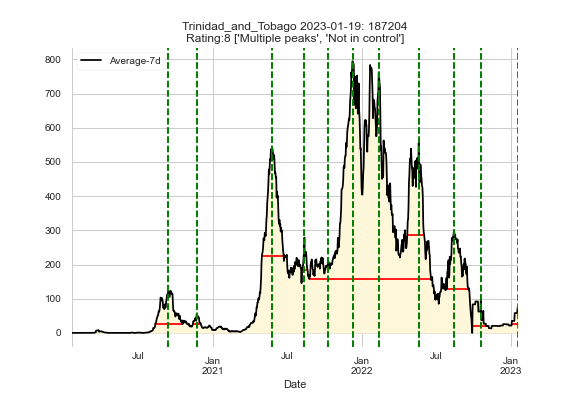 Trinidad_and_Tobago 2023-01-19: 187204
Rating:8 ['Multiple peaks', 'Not in control']
Average-7d
800
700
600
500
400
300
200
100
0
Jul
Jan
2021
Jul
Jan
2022
Jul
Jan
2023
Date